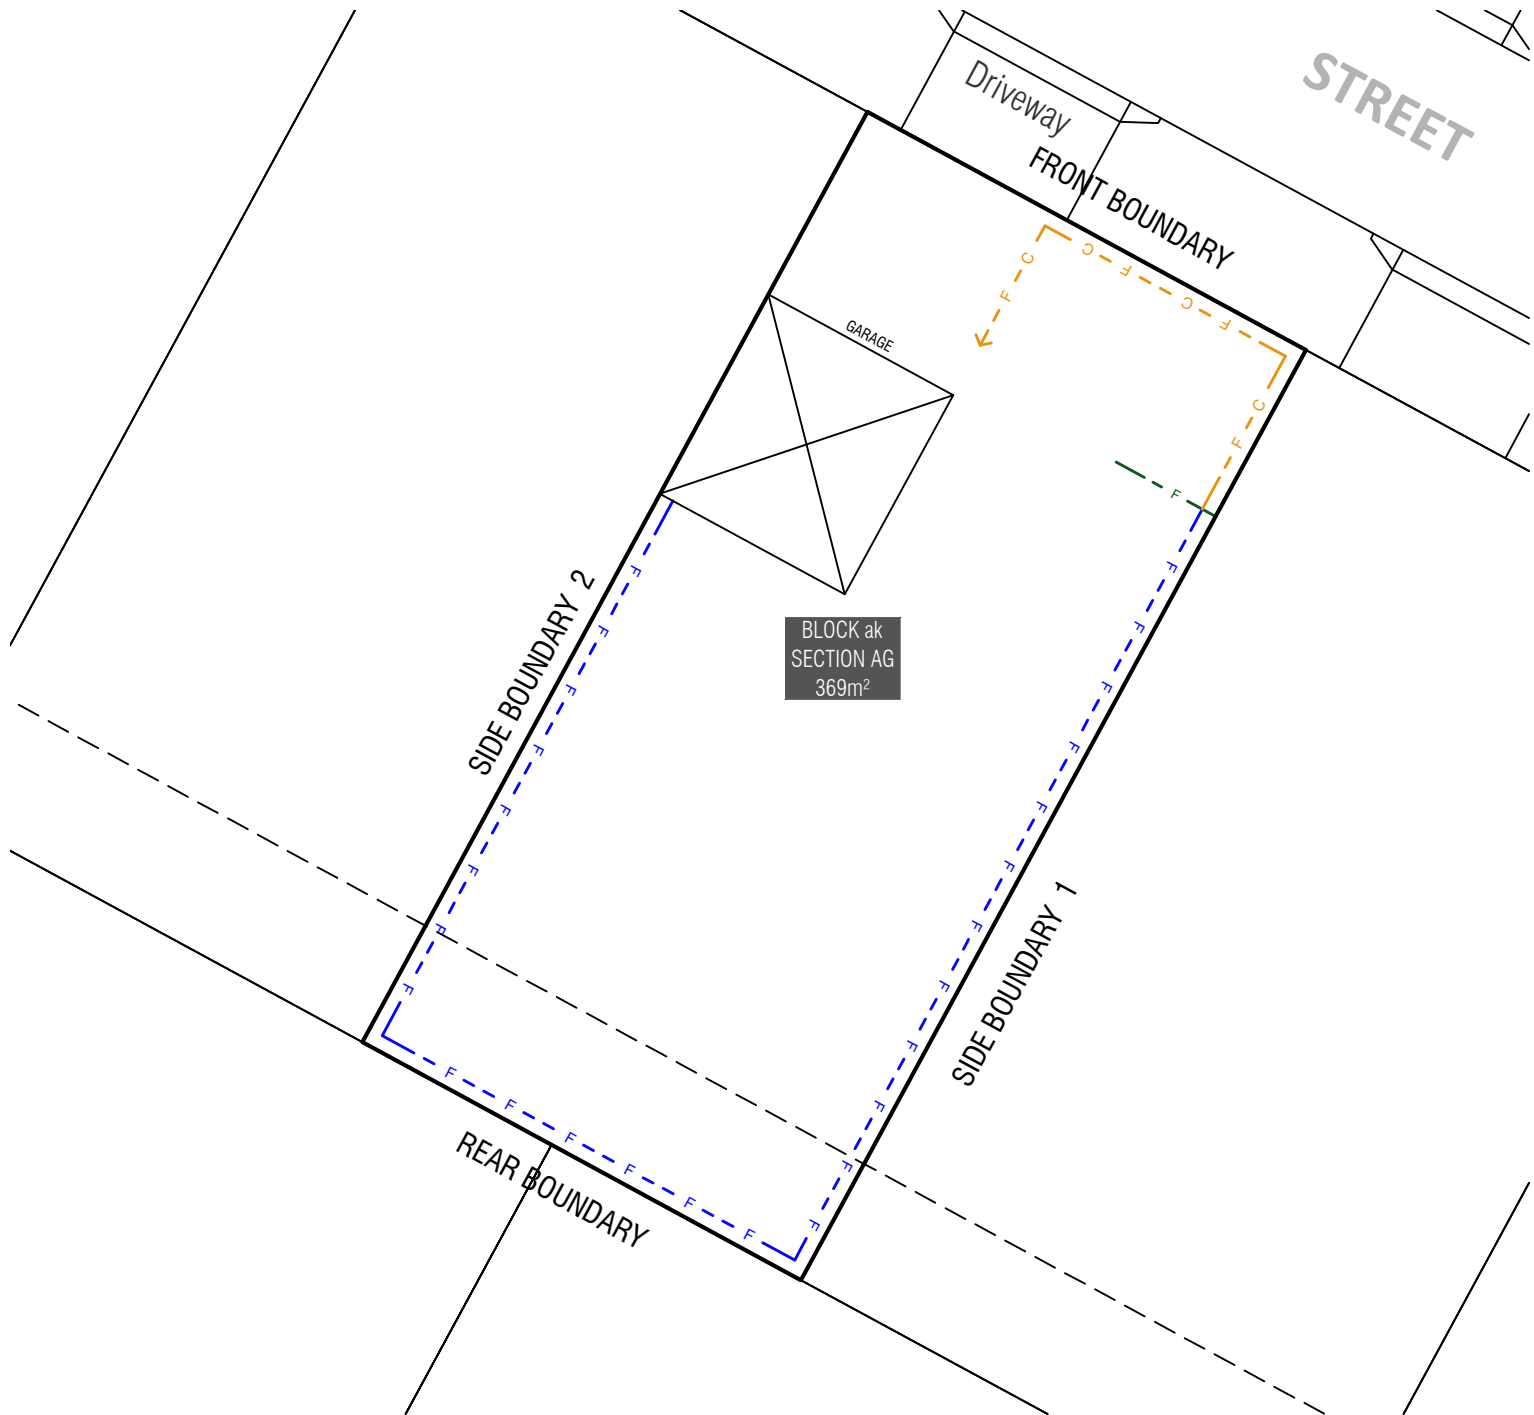 STREET
Driveway
FRONT BOUNDARY
C F C F C F C F
GARAGE
F
SIDE BOUNDARY 2
F F F F F F F F
BLOCK ak
SECTION AG
369m²
SIDE BOUNDARY 1
F F F F F F F F F F F F
F F F F F F
REAR BOUNDARY